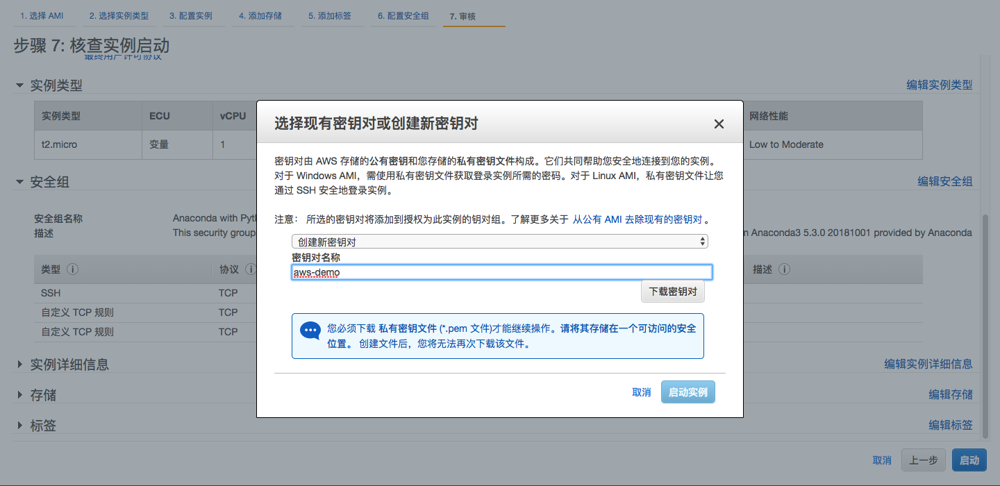 1. 选择 AMI
2. 选择实例类型
3. 配置实例
4. 添加存储
5. 添加标签
6. 配置安全组
7. 审核
步骤 7: 核查实例启动
最终用户许可协议
实例类型
编辑实例类型
实例类型 ECU vCPU 网络性能
t2.micro 变量 1 Low to Moderate
安全组
编辑安全组
安全组名称 Anaconda with
描述 This security group n Anaconda3 5.3.0 20181001 provided by Anaconda
类型 协议 描述
SSH TCP
自定义 TCP 规则 TCP
自定义 TCP 规则 TCP
实例详细信息
编辑实例详细信息
存储
编辑存储
标签
编辑标签
取消 上一步 启动
选择现有密钥对或创建新密钥对
密钥对由 AWS 存储的公有密钥和您存储的私有密钥文件构成。它们共同帮助您安全地连接到您的实例。
对于 Windows AMI，需使用私有密钥文件获取登录实例所需的密码。对于 Linux AMI，私有密钥文件让您
通过 SSH 安全地登录实例。
注意： 所选的密钥对将添加到授权为此实例的钥对组。了解更多关于 从公有 AMI 去除现有的密钥对 。
创建新密钥对
密钥对名称
aws-demo
下载密钥对
您必须下载 私有密钥文件 (*.pem 文件)才能继续操作。请将其存储在一个可访问的安全
位置。 创建文件后，您将无法再次下载该文件。
取消 启动实例